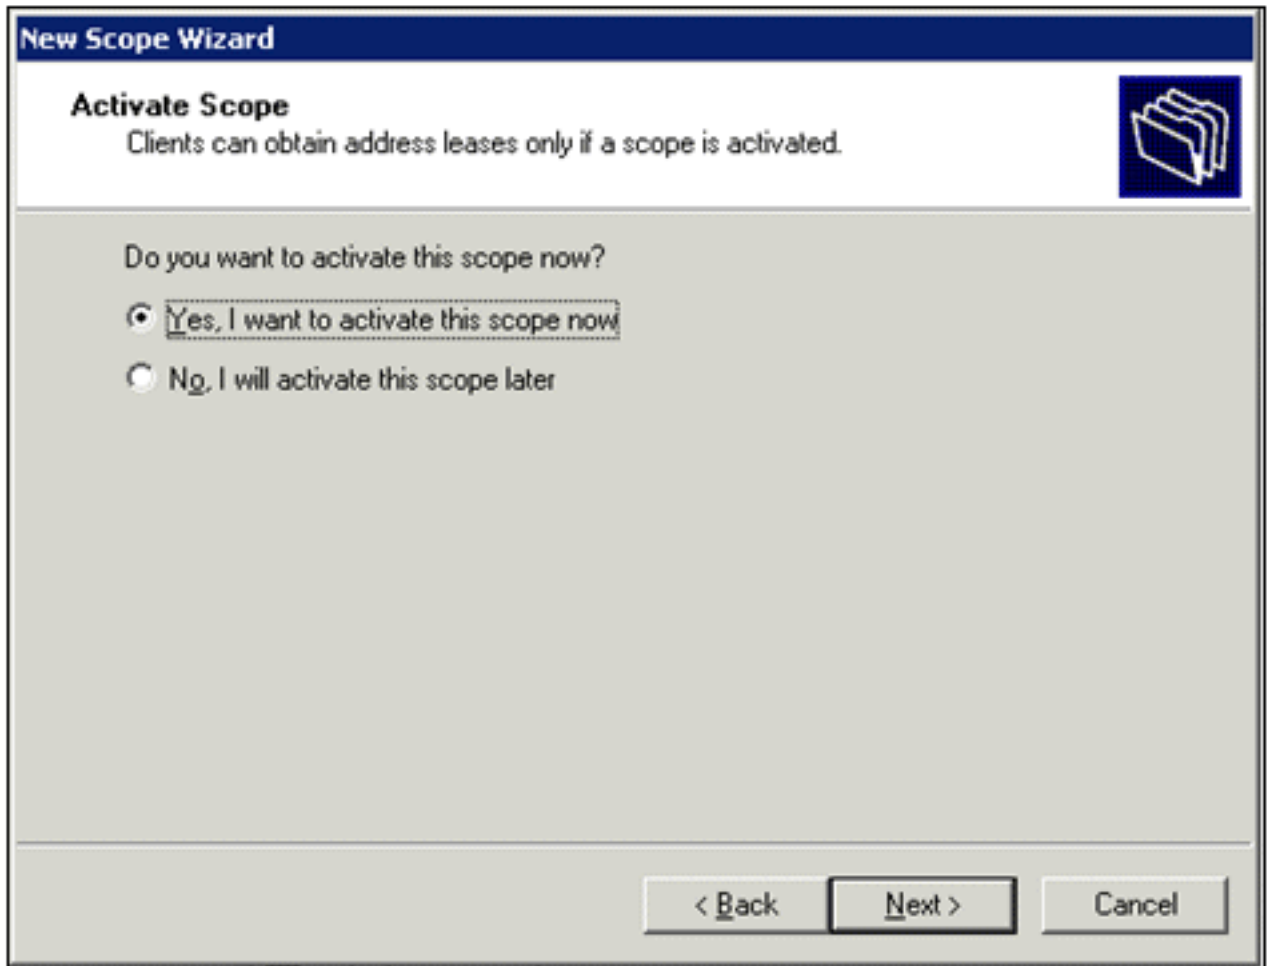 New Scope Wizard
Activate Scope
Clients can obtain address leases only if a scope is activated.
Do you want to activate this scope now?
Yes, I want to activate this scope now
No, I will activate this scope later
< Back
Next >
Cancel